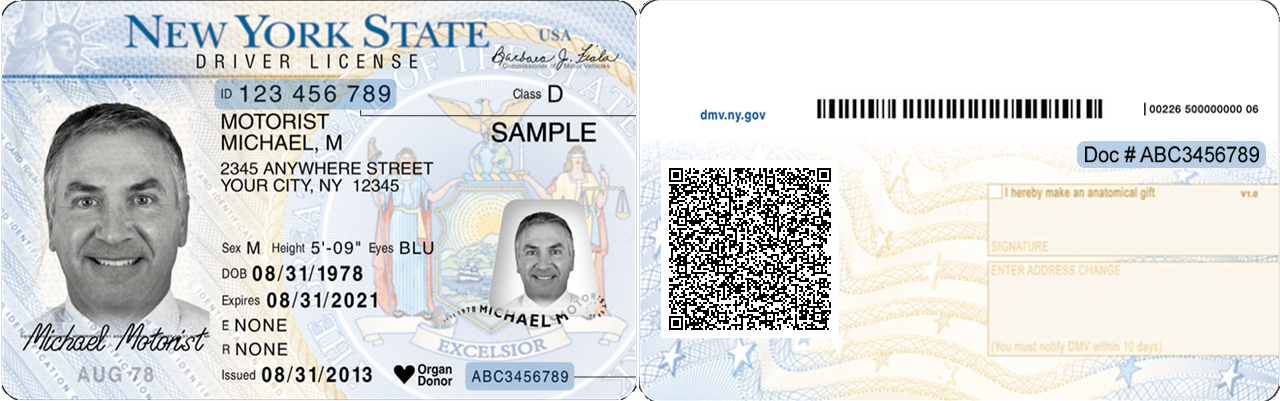 NEW YORK STATE
USA
DRIVER LICENSE
Barbara J. Fiala
Commissioner of Motor Vehicles
ID 123 456 789
Class D
MOTORIST
MICHAEL, M
SAMPLE
2345 ANYWHERE STREET
YOUR CITY, NY 12345
Sex M Height 5'-09" Eyes BLU
DOB 08/31/1978
Expires 08/31/2021
E NONE
R NONE
Issued 08/31/2013
Organ
Donor
ABC3456789
MICHAEL M MOTORIST
EXCELSIOR
Michael Motorist
AUG 78
dmv.ny.gov
00226 500000000 06
Doc # ABC3456789
I hereby make an anatomical gift
V1.0
SIGNATURE
ENTER ADDRESS CHANGE
(You must notify DMV within 10 days)